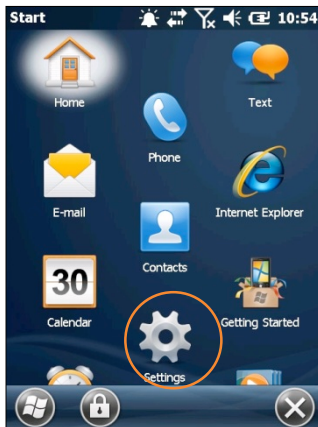 Start 10:54
Home
Text
Phone
E-mail
Internet Explorer
Contacts
30
Calendar
Getting Started
Settings